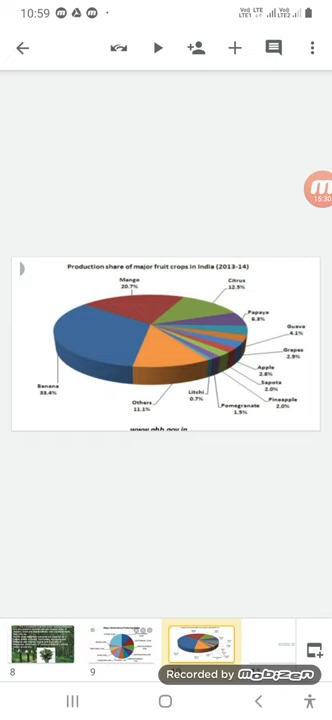 10:59
Vo)) LTE
LTE1
Vo))
LTE2
15:30
Production share of major fruit crops in India (2013-14)
Mango
20.7%
Citrus
12.5%
Papaya
6.3%
Guava
4.1%
Grapes
2.9%
Apple
2.8%
Sapota
2.0%
Pineapple
2.0%
Pomegranate
1.5%
Litchi
0.7%
Others
11.1%
Banana
33.4%
www.nhb.gov.in
8
9
Recorded by mobizen